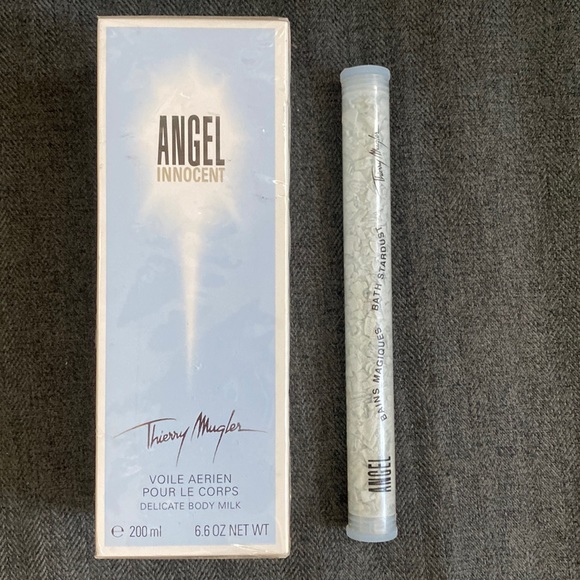 ANGEL
INNOCENT
Thierry Mugler
VOILE AERIEN
POUR LE CORPS
DELICATE BODY MILK
e 200 ml 6.6 OZ NET WT
ANGEL
BAINS MAGIQUES BATH STARDUST
Thierry Mugler